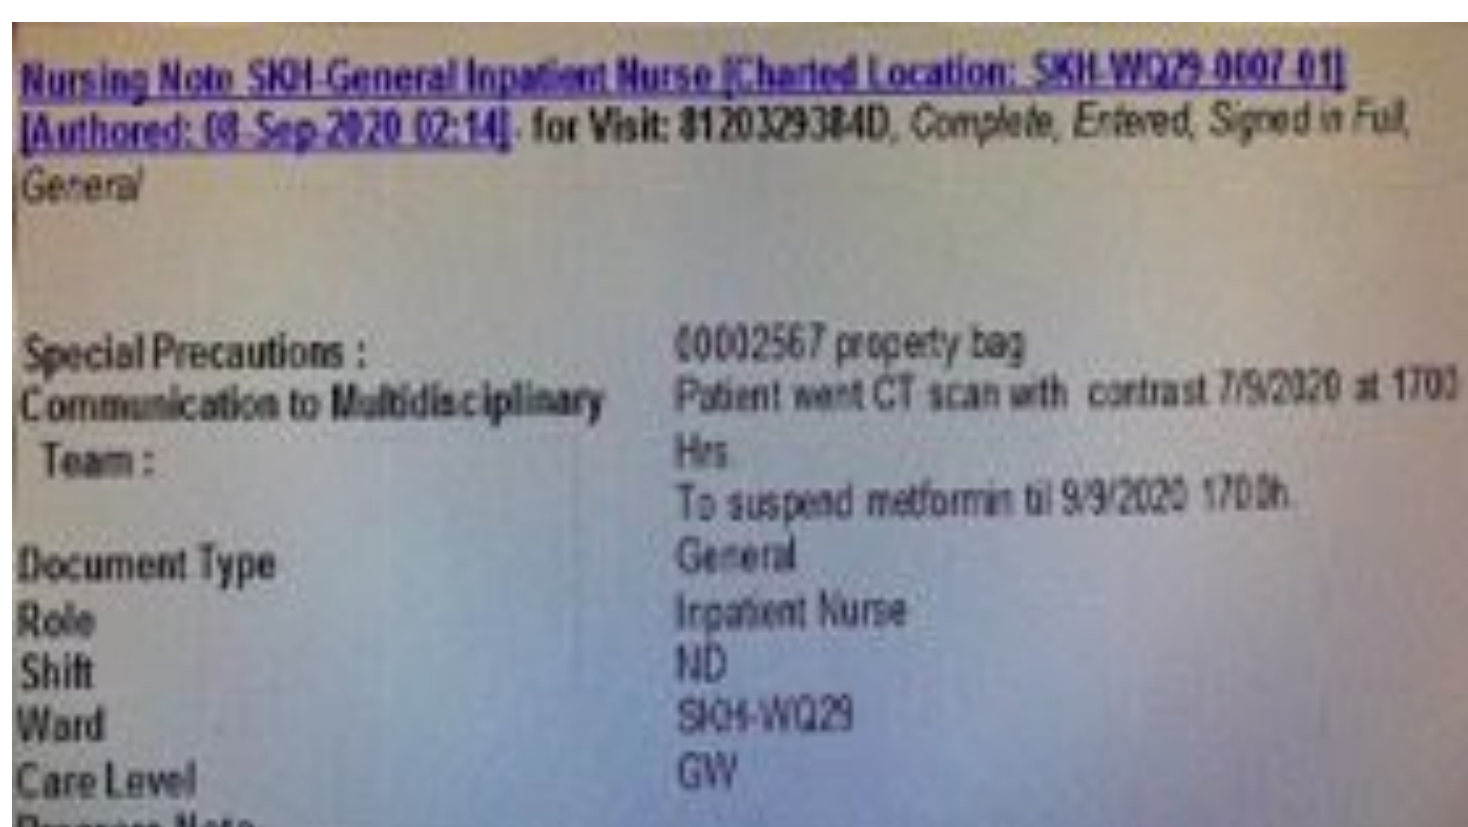 Nursing Note SKH-General Inpatient Nurse [Charted Location: SKH-WQ29-0007-01]
[Authored: 08-Sep-2020 02:14]- for Visit: 8120329384D, Complete, Entered, Signed in Full,
General
Special Precautions : 00002567 property bag
Communication to Multidisciplinary Patient went CT scan with contrast 7/9/2020 at 1700
Team : Hrs
To suspend metformin til 9/9/2020 1700h.
Document Type General
Role Inpatient Nurse
Shift ND
Ward SKH-WQ29
Care Level GW
Progress Note